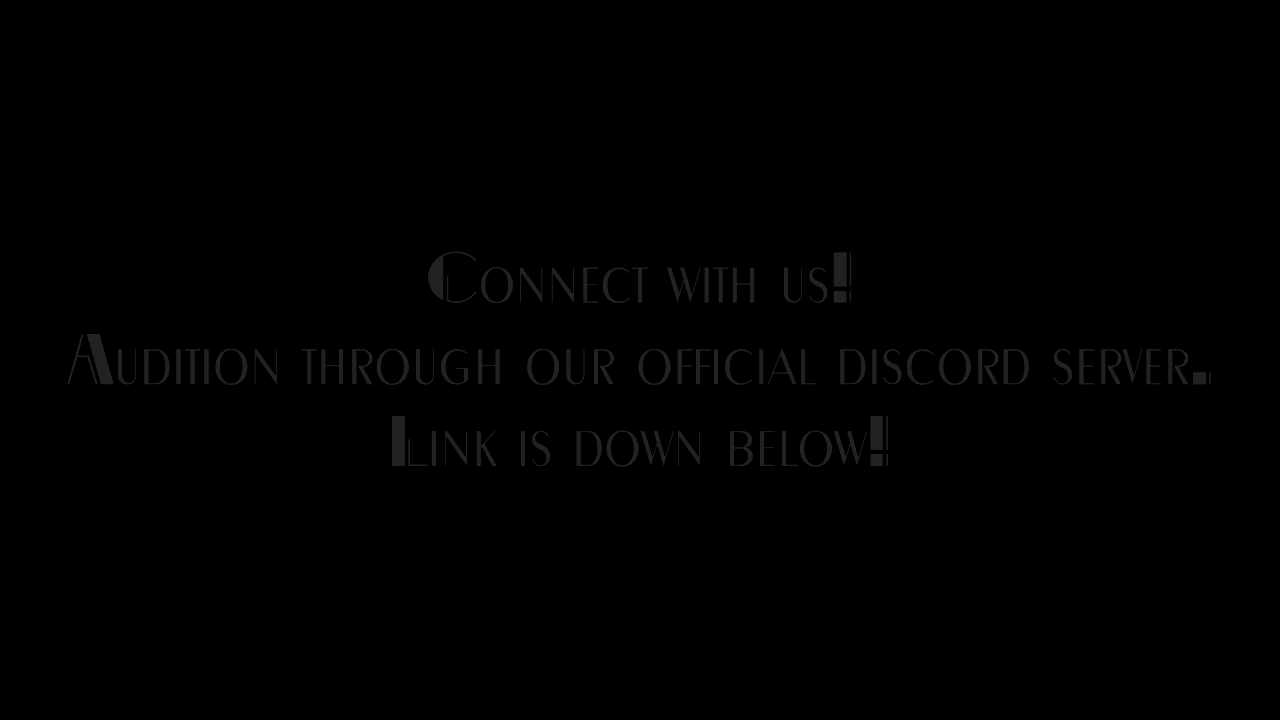 Connect with us!
Audition through our official discord server.
Link is down below!